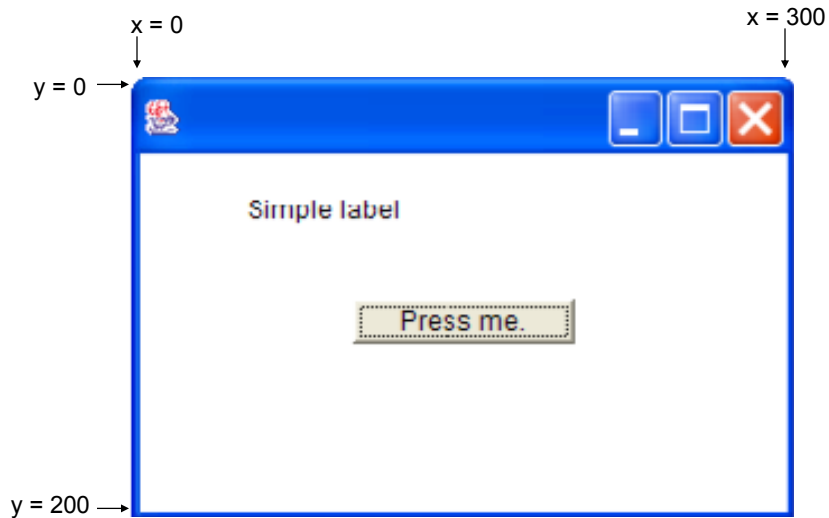 x = 0
x = 300
y = 0
Simple label
Press me.
y = 200